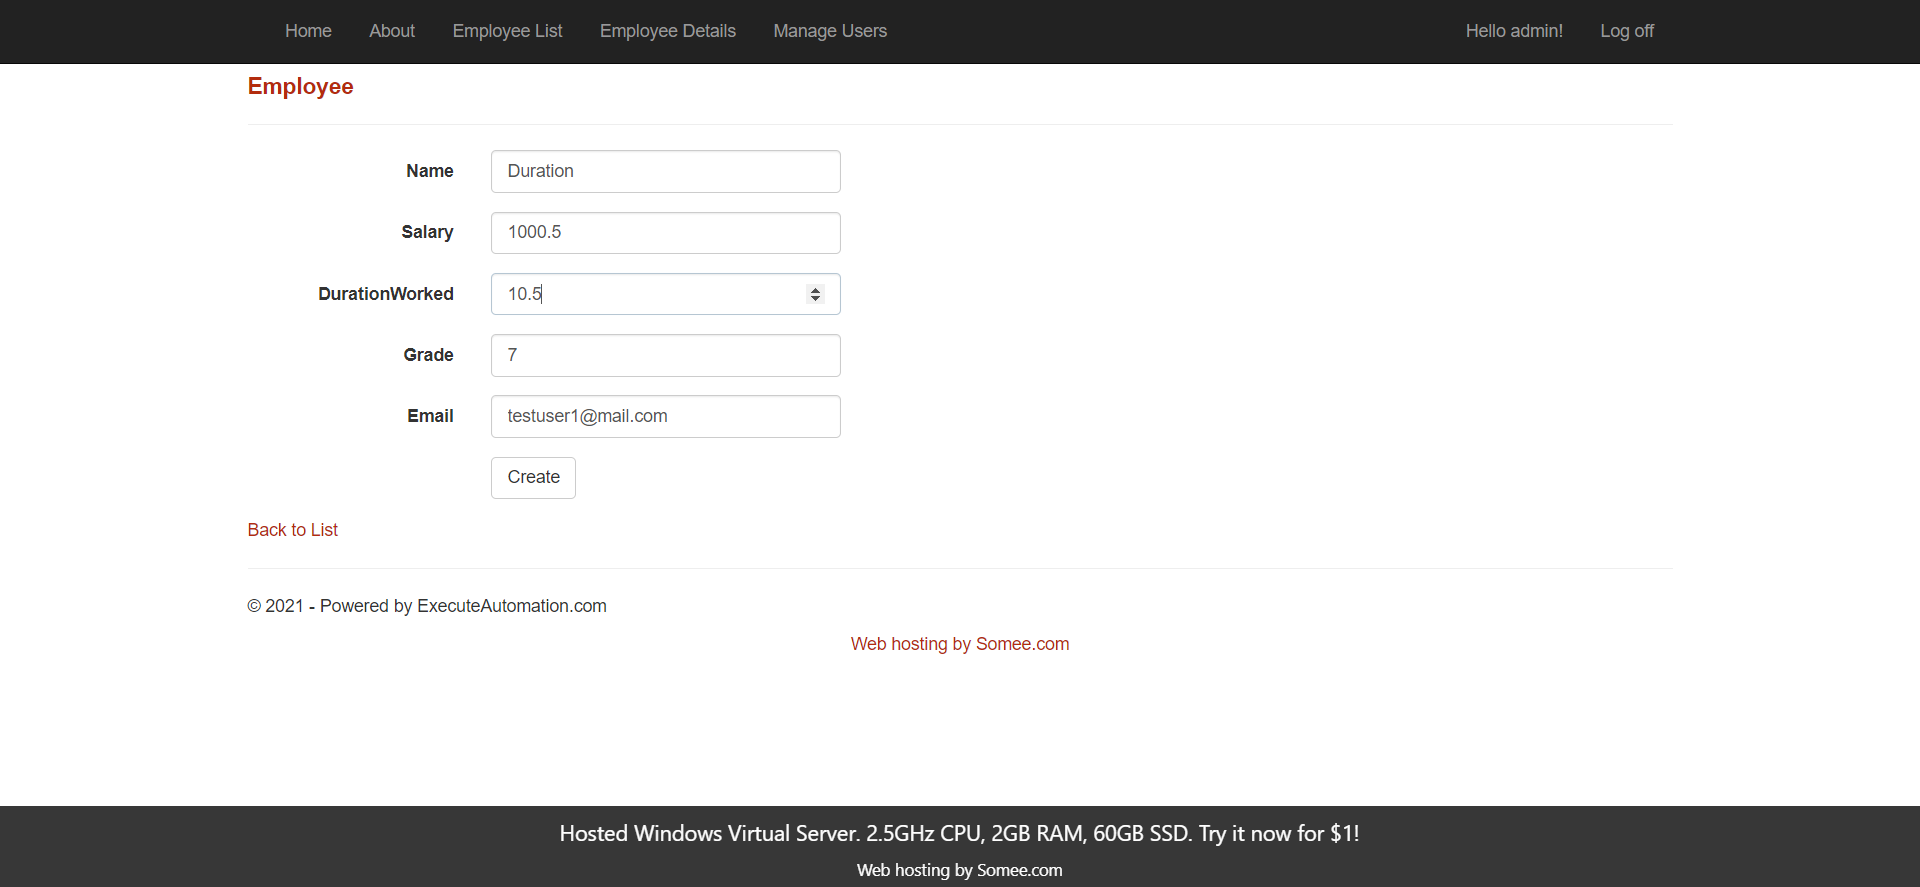 Home About Employee List Employee Details Manage Users Hello admin! Log off
Employee
Name Duration
Salary 1000.5
DurationWorked 10.5
Grade 7
Email testuser1@mail.com
Create
Back to List
© 2021 - Powered by ExecuteAutomation.com
Web hosting by Somee.com
Hosted Windows Virtual Server. 2.5GHz CPU, 2GB RAM, 60GB SSD. Try it now for $1!
Web hosting by Somee.com